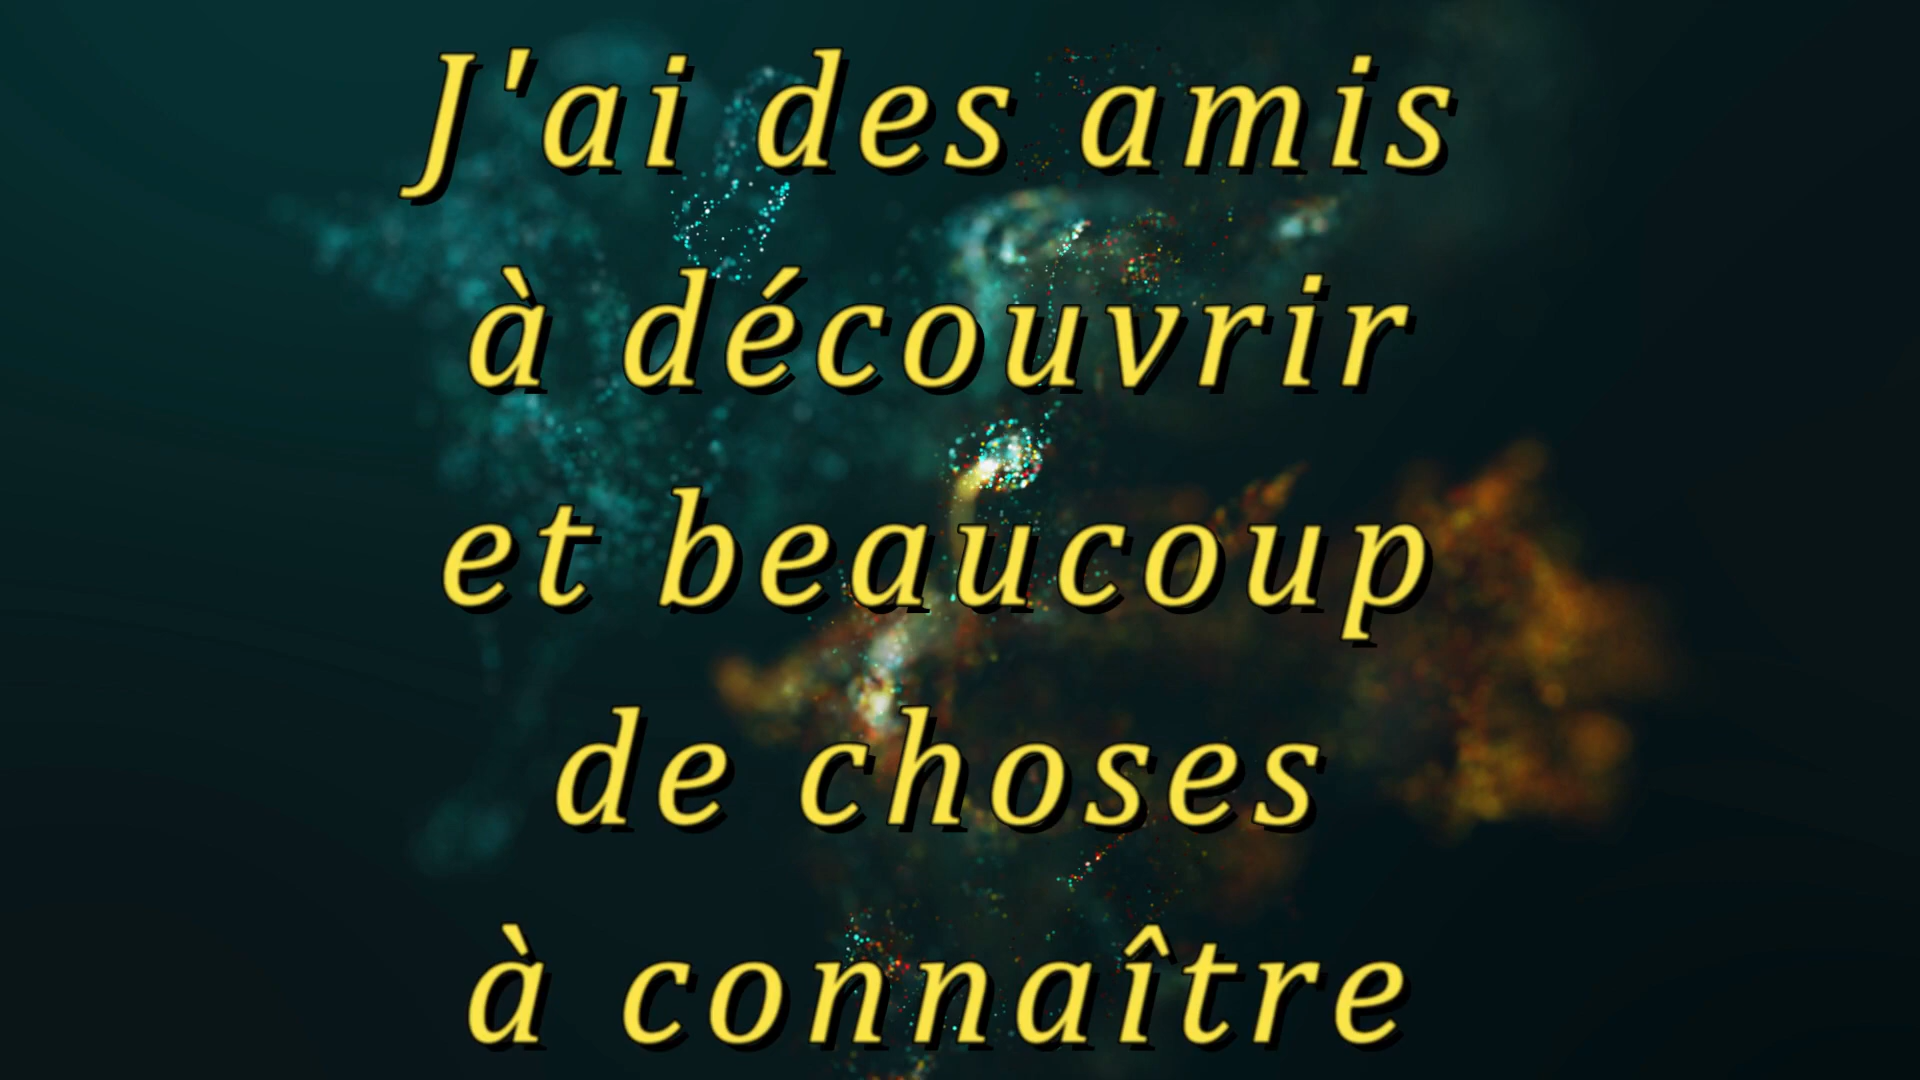 J'ai des amis
à découvrir
et beaucoup
de choses
à connaître